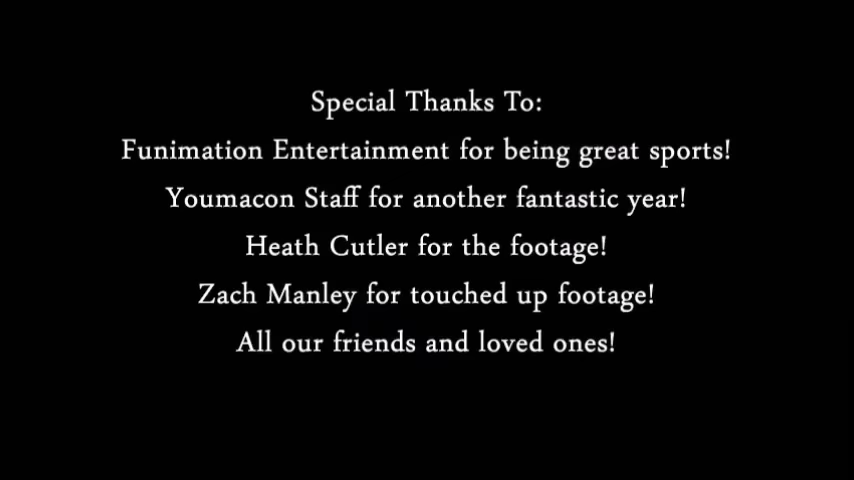 Special Thanks To:
Funimation Entertainment for being great sports!
Youmacon Staff for another fantastic year!
Heath Cutler for the footage!
Zach Manley for touched up footage!
All our friends and loved ones!